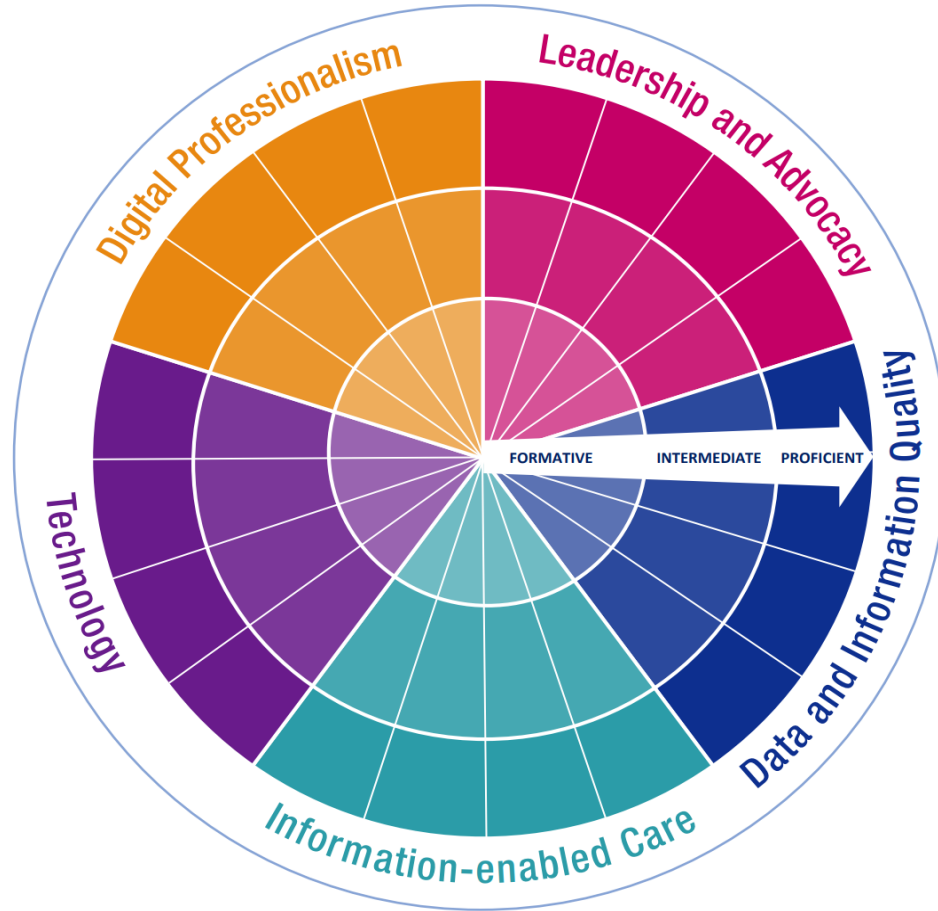 Digital Professionalism
Leadership and Advocacy
FORMATIVE
INTERMEDIATE
PROFICIENT
Data and Information Quality
Technology
Information-enabled Care